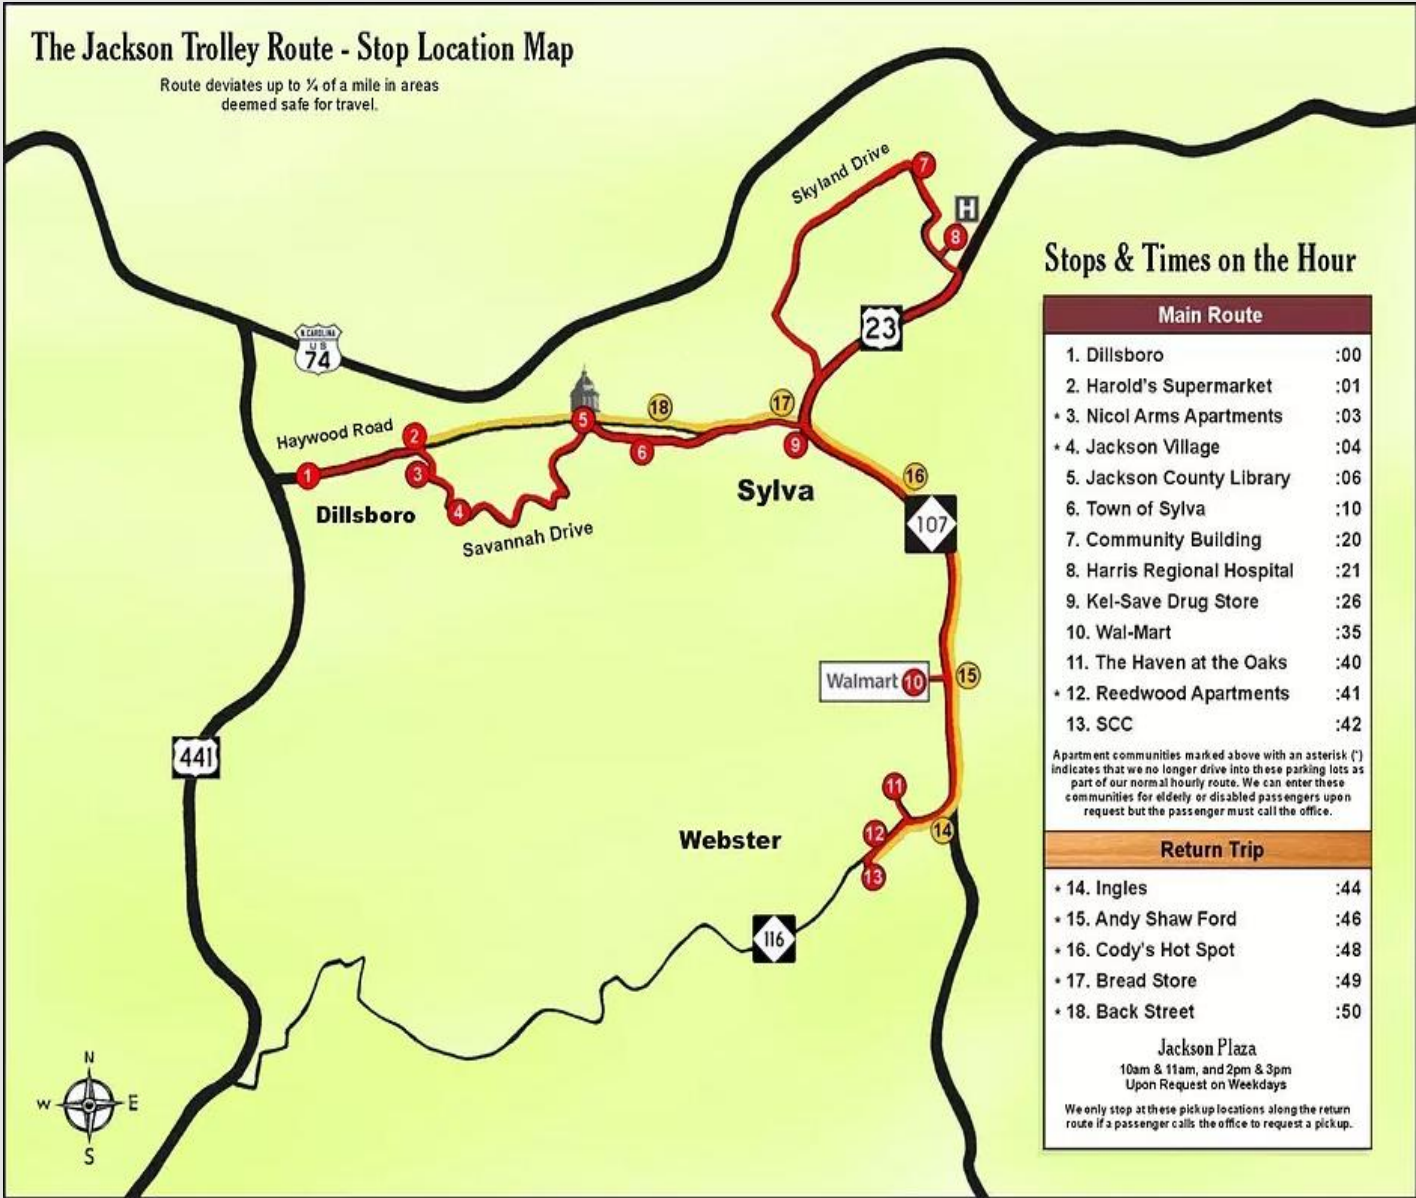 The Jackson Trolley Route - Stop Location Map
Route deviates up to ¼ of a mile in areas
deemed safe for travel.
Skyland Drive
7
H
8
23
N.CAROLINA
US
74
Haywood Road
1
2
3
4
5
6
18
17
9
16
Sylva
Dillsboro
Savannah Drive
107
Walmart 10
15
441
11
12
13
14
Webster
116
N
W E
S
Stops & Times on the Hour
Main Route
1. Dillsboro :00
2. Harold's Supermarket :01
* 3. Nicol Arms Apartments :03
* 4. Jackson Village :04
5. Jackson County Library :06
6. Town of Sylva :10
7. Community Building :20
8. Harris Regional Hospital :21
9. Kel-Save Drug Store :26
10. Wal-Mart :35
11. The Haven at the Oaks :40
* 12. Reedwood Apartments :41
13. SCC :42
Apartment communities marked above with an asterisk (*)
indicates that we no longer drive into these parking lots as
part of our normal hourly route. We can enter these
communities for elderly or disabled passengers upon
request but the passenger must call the office.
Return Trip
* 14. Ingles :44
* 15. Andy Shaw Ford :46
* 16. Cody's Hot Spot :48
* 17. Bread Store :49
* 18. Back Street :50
Jackson Plaza
10am & 11am, and 2pm & 3pm
Upon Request on Weekdays
We only stop at these pickup locations along the return
route if a passenger calls the office to request a pickup.